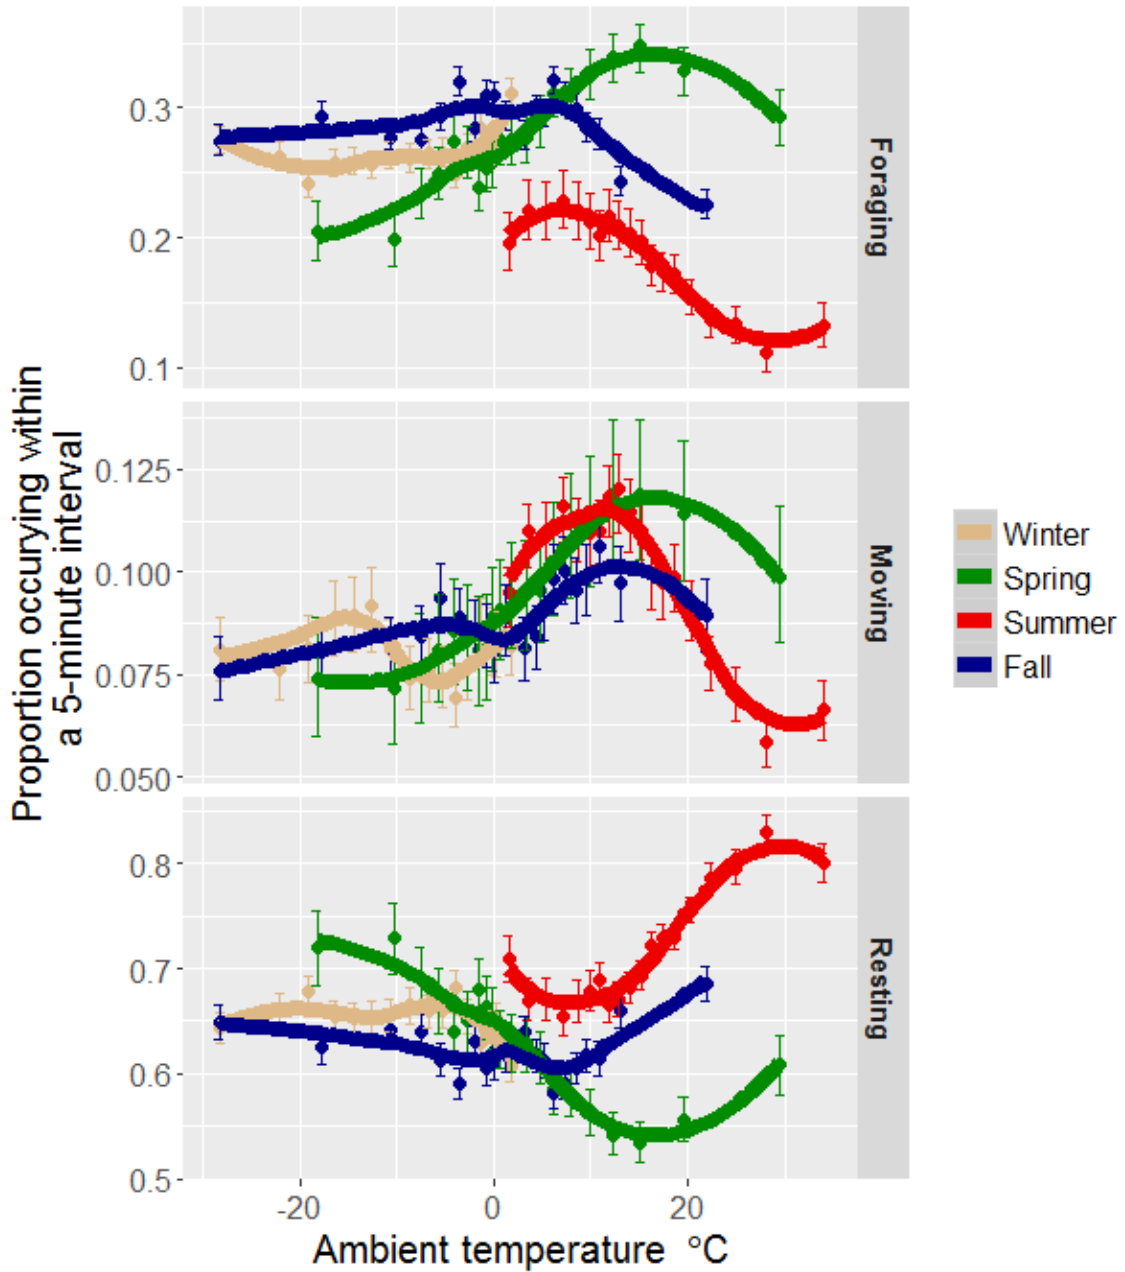 Proportion occurying within
a 5-minute interval
0.3
0.2
0.1
Foraging
0.125
0.100
0.075
0.050
Moving
0.8
0.7
0.6
0.5
Resting
-20
0
20
Ambient temperature °C
Winter
Spring
Summer
Fall